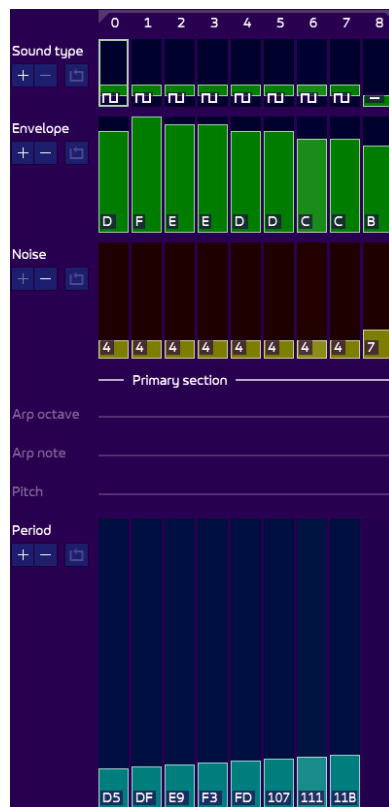 0 1 2 3 4 5 6 7 8
Sound type
+ −
Envelope
+ −
D F E E D D C C B
Noise
+ −
4 4 4 4 4 4 4 4 7
Primary section
Arp octave
Arp note
Pitch
Period
+ −
D5 DF E9 F3 FD 107 111 11B